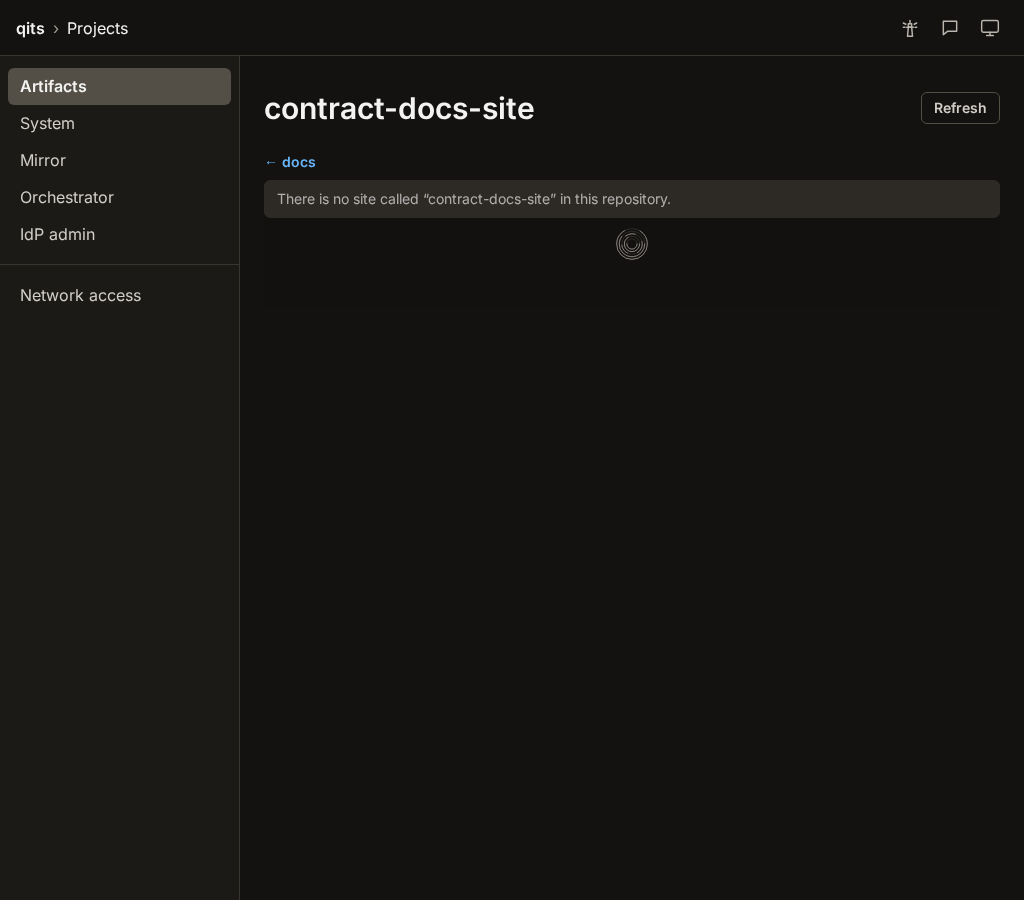 qits › Projects
Artifacts
System
Mirror
Orchestrator
IdP admin
Network access
contract-docs-site
Refresh
← docs
There is no site called “contract-docs-site” in this repository.